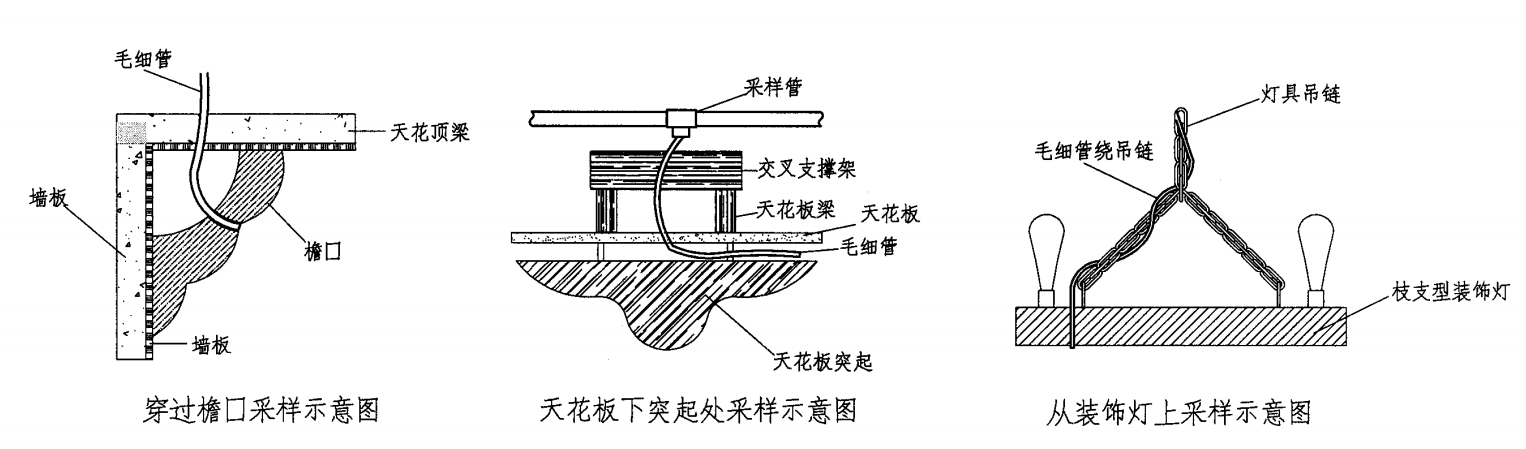 毛细管
天花顶梁
墙板
檐口
墙板
穿过檐口采样示意图
采样管
交叉支撑架
天花板梁
天花板
毛细管
天花板突起
天花板下突起处采样示意图
灯具吊链
毛细管绕吊链
枝支型装饰灯
从装饰灯上采样示意图